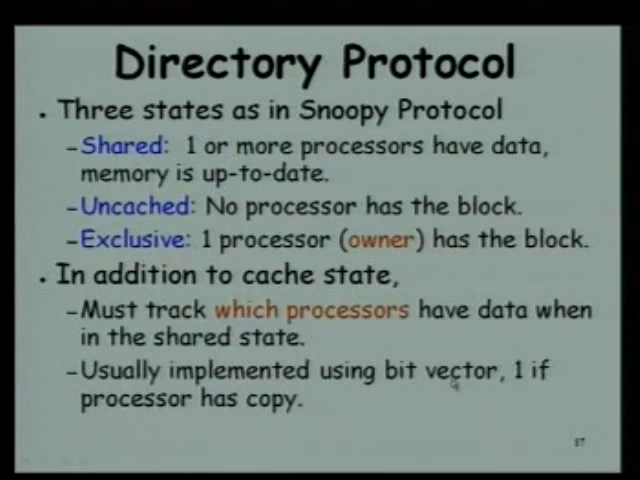 Directory Protocol
• Three states as in Snoopy Protocol
–Shared: 1 or more processors have data,
memory is up-to-date.
–Uncached: No processor has the block.
–Exclusive: 1 processor (owner) has the block.
• In addition to cache state,
–Must track which processors have data when
in the shared state.
–Usually implemented using bit vector, 1 if
processor has copy.